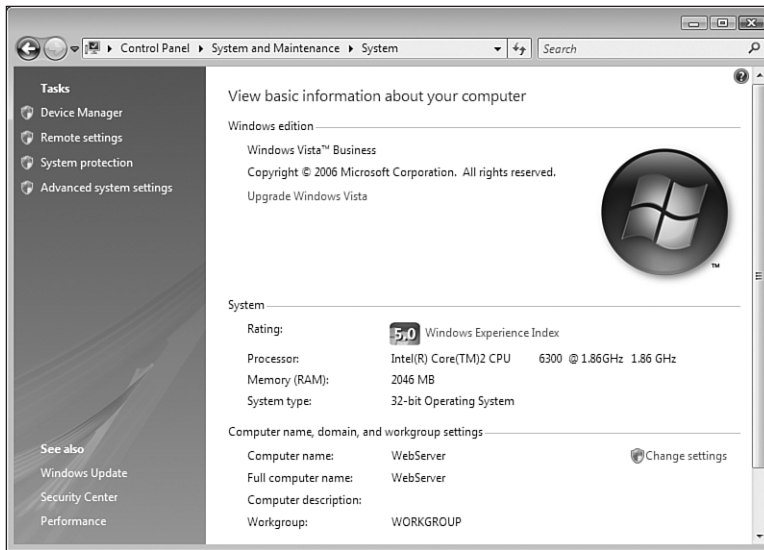 Control Panel ▸ System and Maintenance ▸ System
Search
Tasks
Device Manager
Remote settings
System protection
Advanced system settings
See also
Windows Update
Security Center
Performance
View basic information about your computer
Windows edition
Windows Vista™ Business
Copyright © 2006 Microsoft Corporation. All rights reserved.
Upgrade Windows Vista
TM
System
Rating: 5.0 Windows Experience Index
Processor: Intel(R) Core(TM)2 CPU 6300 @ 1.86GHz 1.86 GHz
Memory (RAM): 2046 MB
System type: 32-bit Operating System
Computer name, domain, and workgroup settings
Computer name: WebServer Change settings
Full computer name: WebServer
Computer description:
Workgroup: WORKGROUP